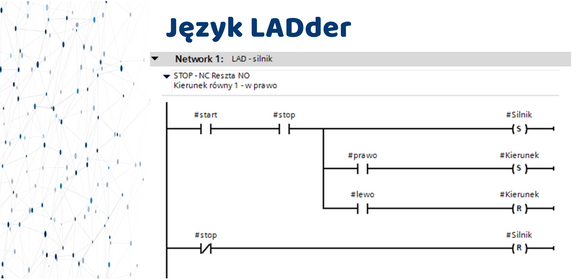 Język LADder
Network 1: LAD - silnik
STOP - NC Reszta NO
Kierunek równy 1 - w prawo
#start #stop #Silnik
S
#prawo #Kierunek
S
#lewo #Kierunek
R
#stop #Silnik
R